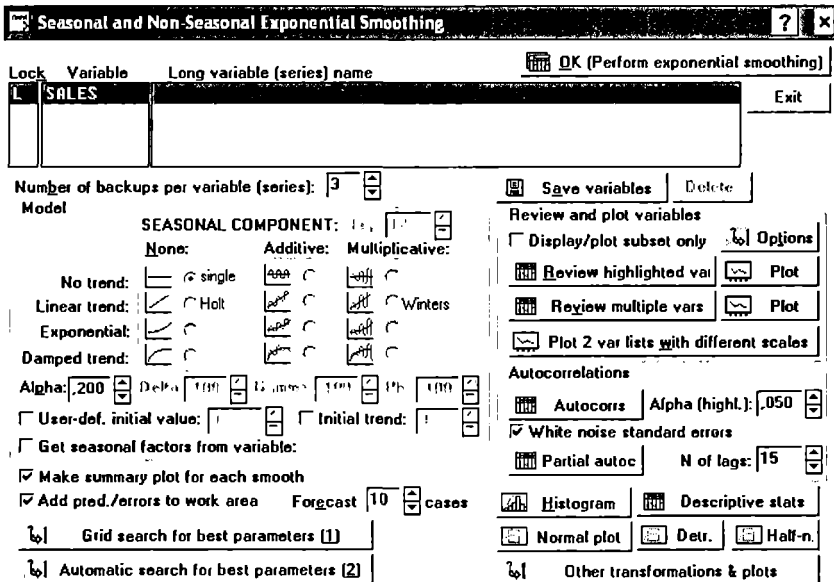 Seasonal and Non-Seasonal Exponential Smoothing ? ×
OK (Perform exponential smoothing)
Lock Variable Long variable (series) name
L SALES
Exit
Number of backups per variable (series): 3
Save variables Delete
Model
SEASONAL COMPONENT:
None: Additive: Multiplicative:
No trend: single
Linear trend: Holt Winters
Exponential:
Damped trend:
Alpha: ,200 Delta
User-def. initial value: Initial trend:
Get seasonal factors from variable:
Make summary plot for each smooth
Add pred./errors to work area Forecast 10 cases
Grid search for best parameters (1)
Automatic search for best parameters (2)
Review and plot variables
Display/plot subset only Options
Review highlighted var Plot
Review multiple vars Plot
Plot 2 var lists with different scales
Autocorrelations
Autocorrs Alpha (highl.): ,050
White noise standard errors
Partial autoc N of lags: 15
Histogram Descriptive stats
Normal plot Detr. Half-n.
Other transformations & plots